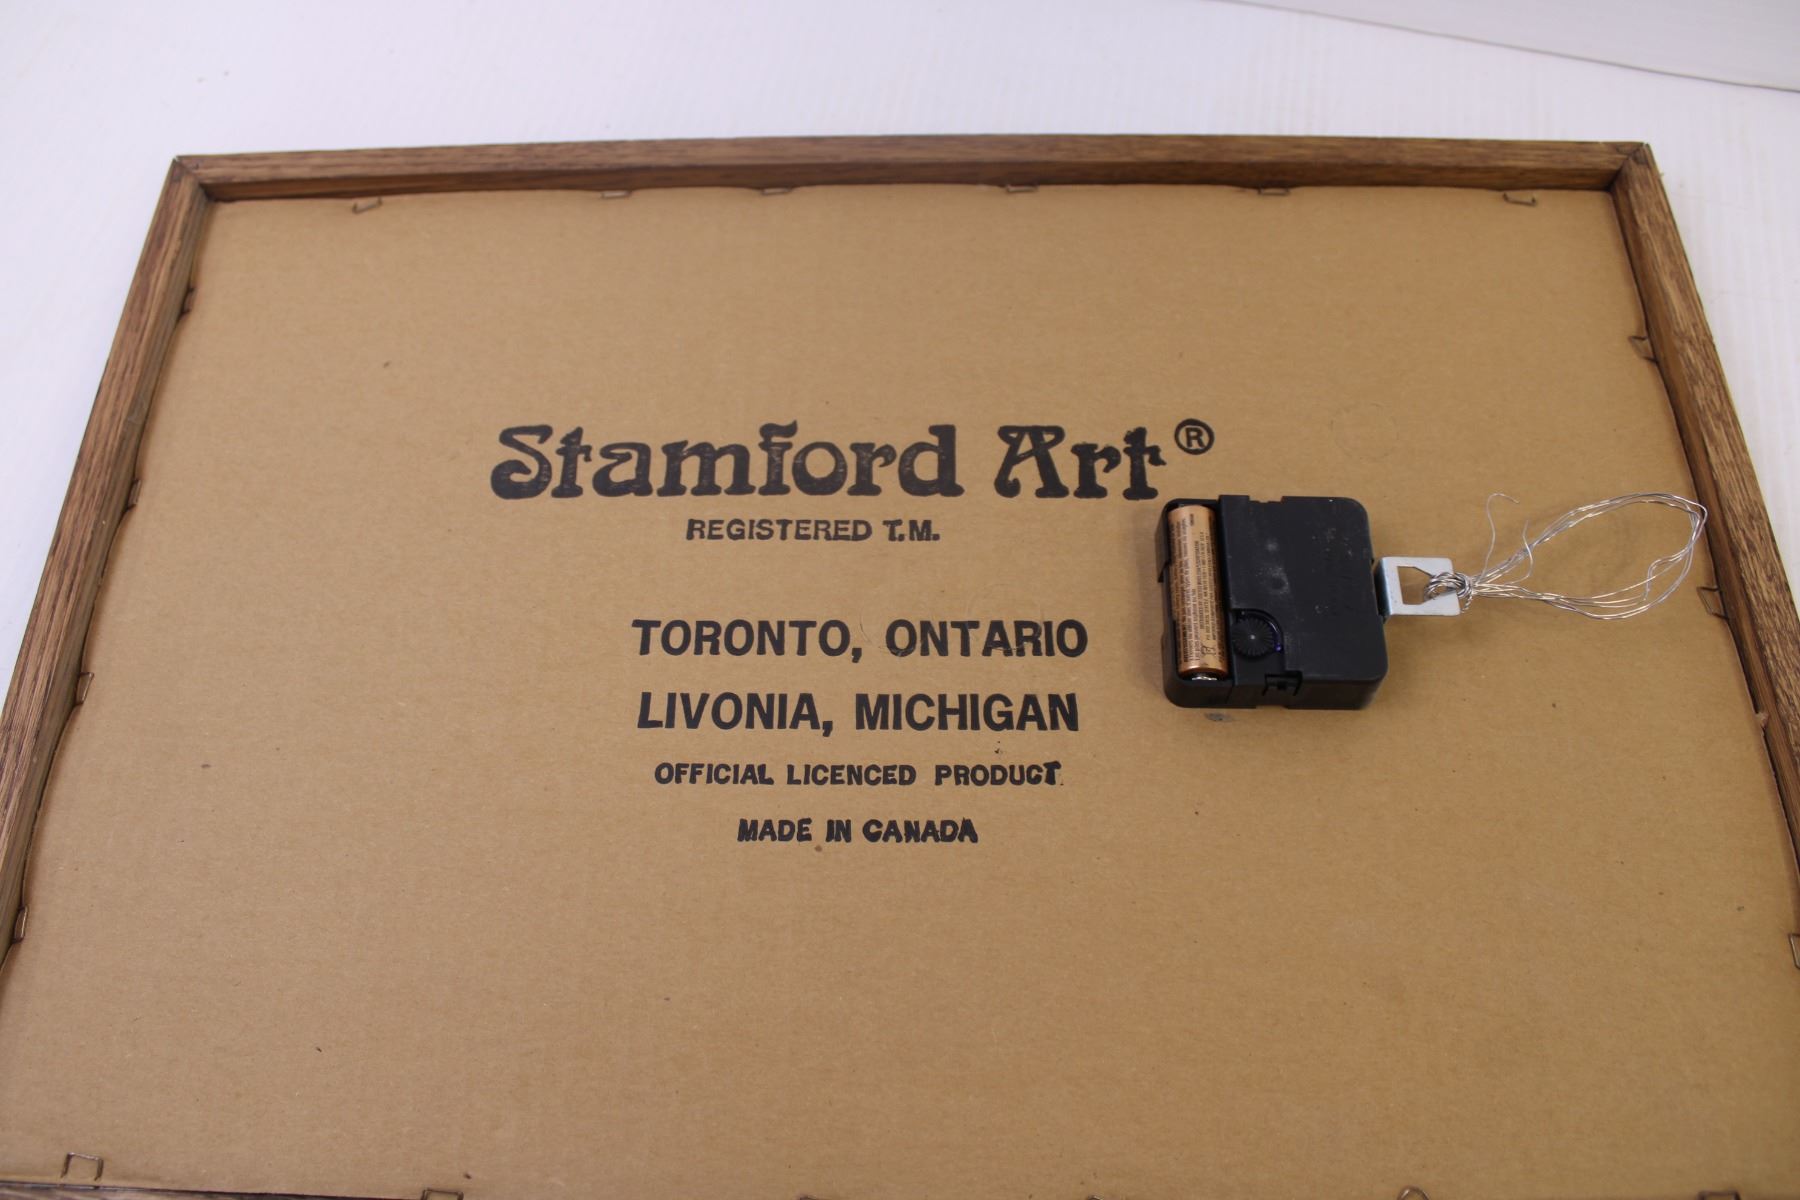 Stamford Art®
REGISTERED T.M.
TORONTO, ONTARIO
LIVONIA, MICHIGAN
OFFICIAL LICENCED PRODUCT
MADE IN CANADA